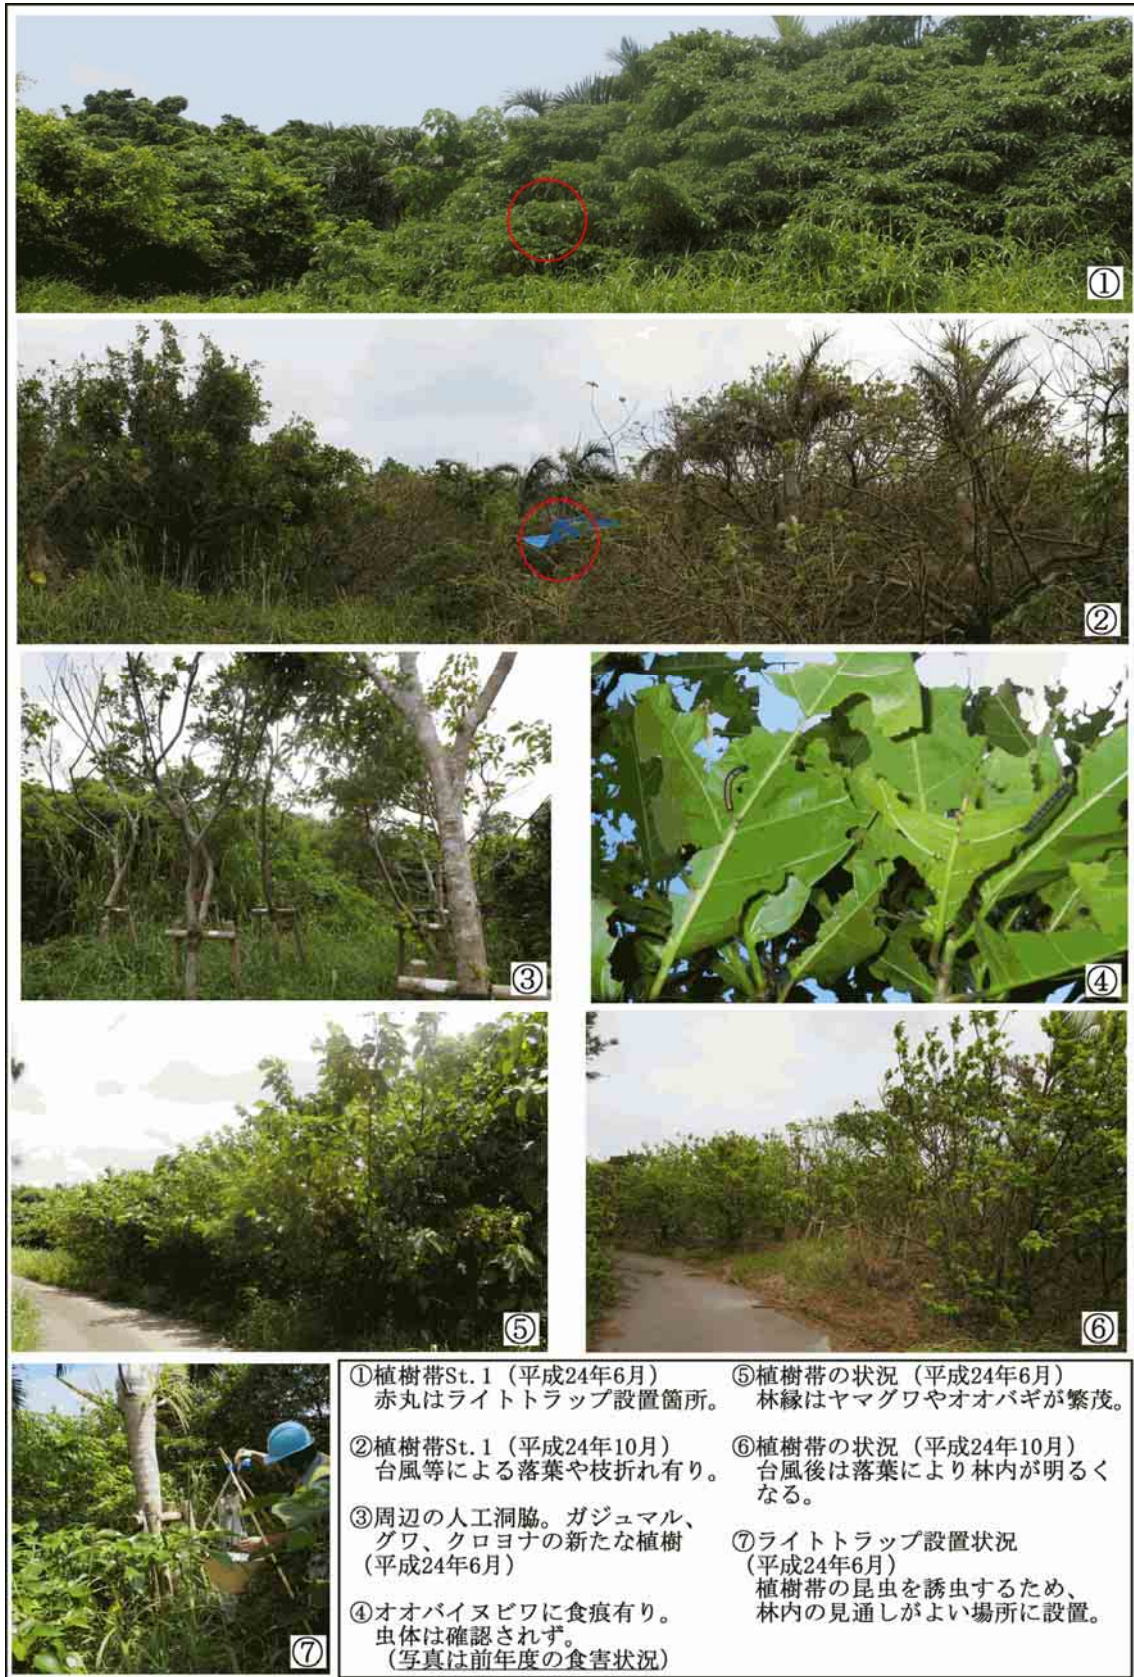 ①
②
③
④
⑤
⑥
⑦
①植樹帯St.1（平成24年6月）
赤丸はライトトラップ設置箇所。
②植樹帯St.1（平成24年10月）
台風等による落葉や枝折れ有り。
③周辺の人工洞脇。ガジュマル、
グワ、クロヨナの新たな植樹
（平成24年6月）
④オオバイヌビワに食痕有り。
虫体は確認されず。
（写真は前年度の食害状況）
⑤植樹帯の状況（平成24年6月）
林縁はヤマグワやオオバギが繁茂。
⑥植樹帯の状況（平成24年10月）
台風後は落葉により林内が明るく
なる。
⑦ライトトラップ設置状況
（平成24年6月）
植樹帯の昆虫を誘虫するため、
林内の見通しがよい場所に設置。